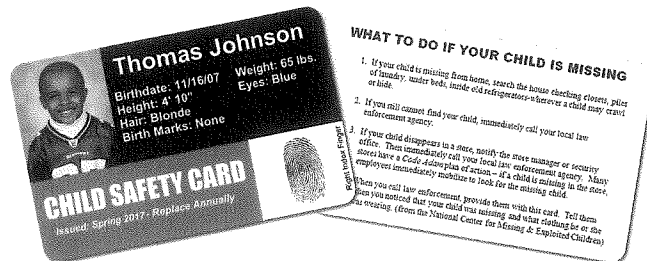 Thomas Johnson
Birthdate: 11/16/07
Weight: 65 lbs.
Height: 4' 10"
Eyes: Blue
Hair: Blonde
Birth Marks: None
CHILD SAFETY CARD
Issued: Spring 2017 - Replace Annually
Right Index Finger
WHAT TO DO IF YOUR CHILD IS MISSING
1. If your child is missing from home, search the house checking closets, piles
of laundry, under beds, inside old refrigerators-wherever a child may crawl
or hide.
2. If you still cannot find your child, immediately call your local law
enforcement agency.
3. If your child disappears in a store, notify the store manager or security
office. Then immediately call your local law enforcement agency. Many
stores have a Code Adam plan of action – if a child is missing in the store,
employees immediately mobilize to look for the missing child.
When you call law enforcement, provide them with this card. Tell them
when you noticed that your child was missing and what clothing he or she
was wearing. (from the National Center for Missing & Exploited Children)